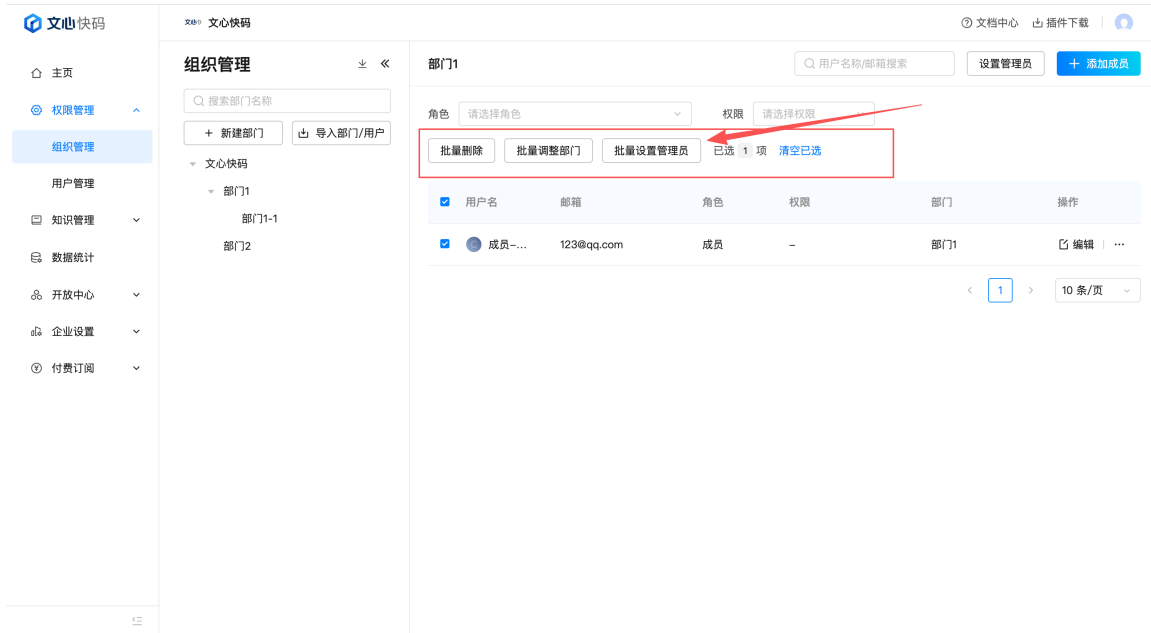 文心快码
文心快码
文档中心
插件下载
主页
权限管理
组织管理
用户管理
知识管理
数据统计
开放中心
企业设置
付费订阅
组织管理
搜索部门名称
+ 新建部门
导入部门/用户
文心快码
部门1
部门1-1
部门2
部门1
用户名称/邮箱搜索
设置管理员
+ 添加成员
角色
请选择角色
权限
请选择权限
批量删除
批量调整部门
批量设置管理员
已选 1 项
清空已选
用户名 邮箱 角色 权限 部门 操作
C 成员-... 123@qq.com 成员 – 部门1 编辑 ...
1
10 条/页